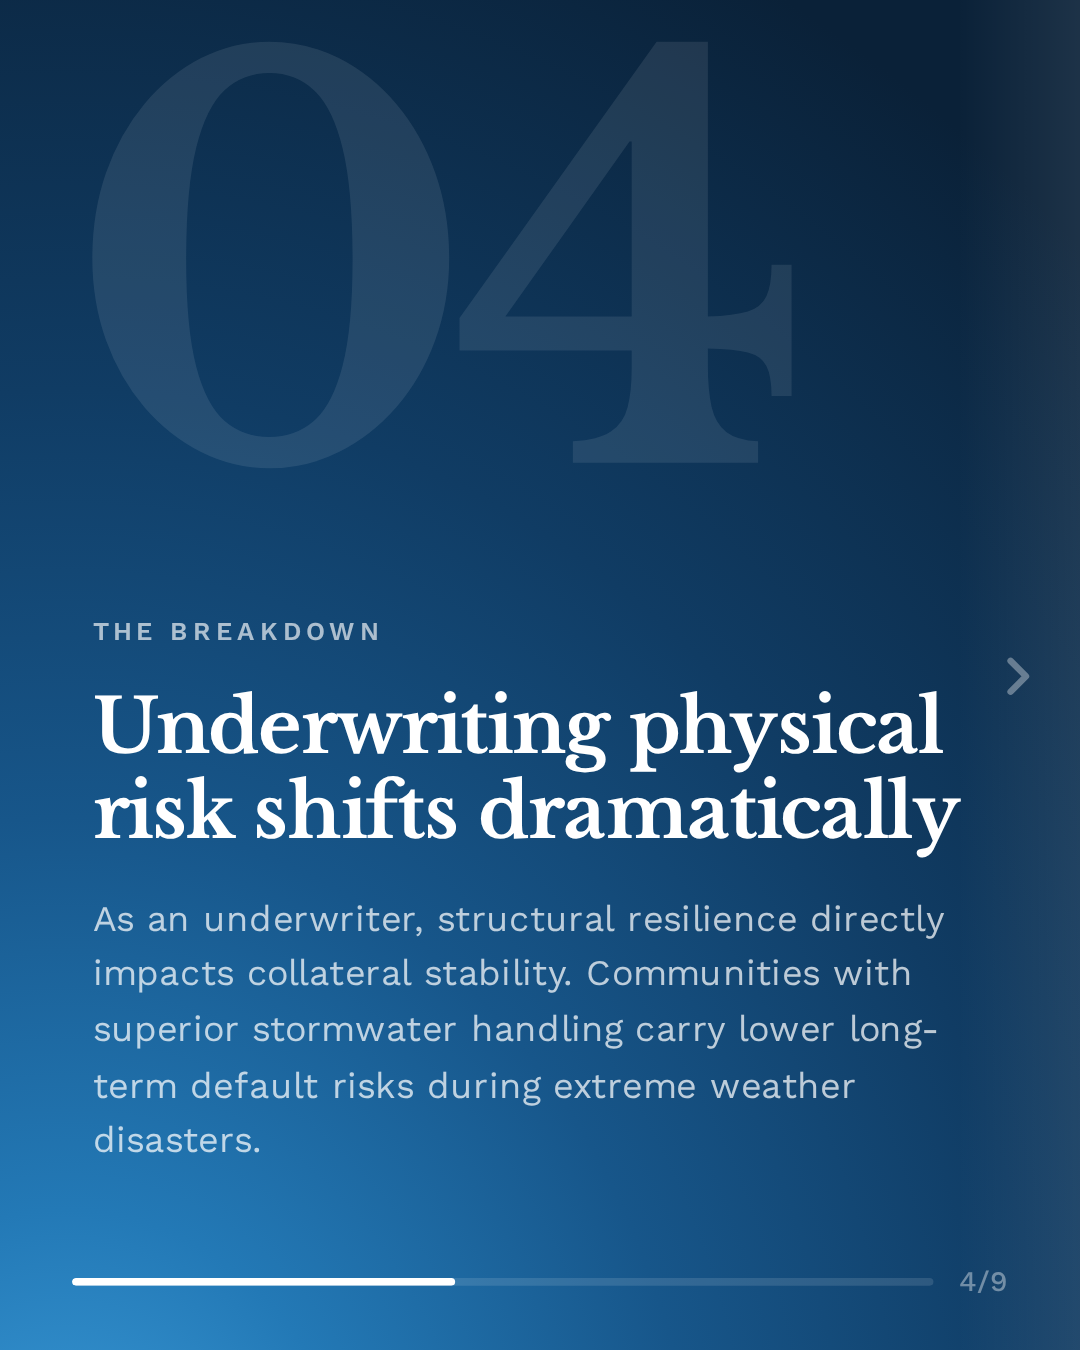 04
THE BREAKDOWN
Underwriting physical
risk shifts dramatically
As an underwriter, structural resilience directly
impacts collateral stability. Communities with
superior stormwater handling carry lower long-
term default risks during extreme weather
disasters.
4/9